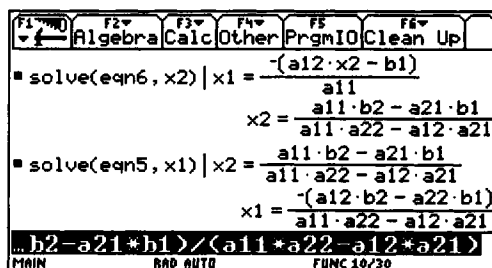 F1 F2 F3 F4 F5 F6
Algebra Calc Other PrgmIO Clean Up
▪ solve(eqn6, x2) | x1 = -(a12·x2 - b1) / a11
x2 = a11·b2 - a21·b1 / a11·a22 - a12·a21
▪ solve(eqn5, x1) | x2 = a11·b2 - a21·b1 / a11·a22 - a12·a21
x1 = -(a12·b2 - a22·b1) / a11·a22 - a12·a21
…b2-a21*b1)/(a11*a22-a12*a21)
MAIN RAD AUTO FUNC 10/30